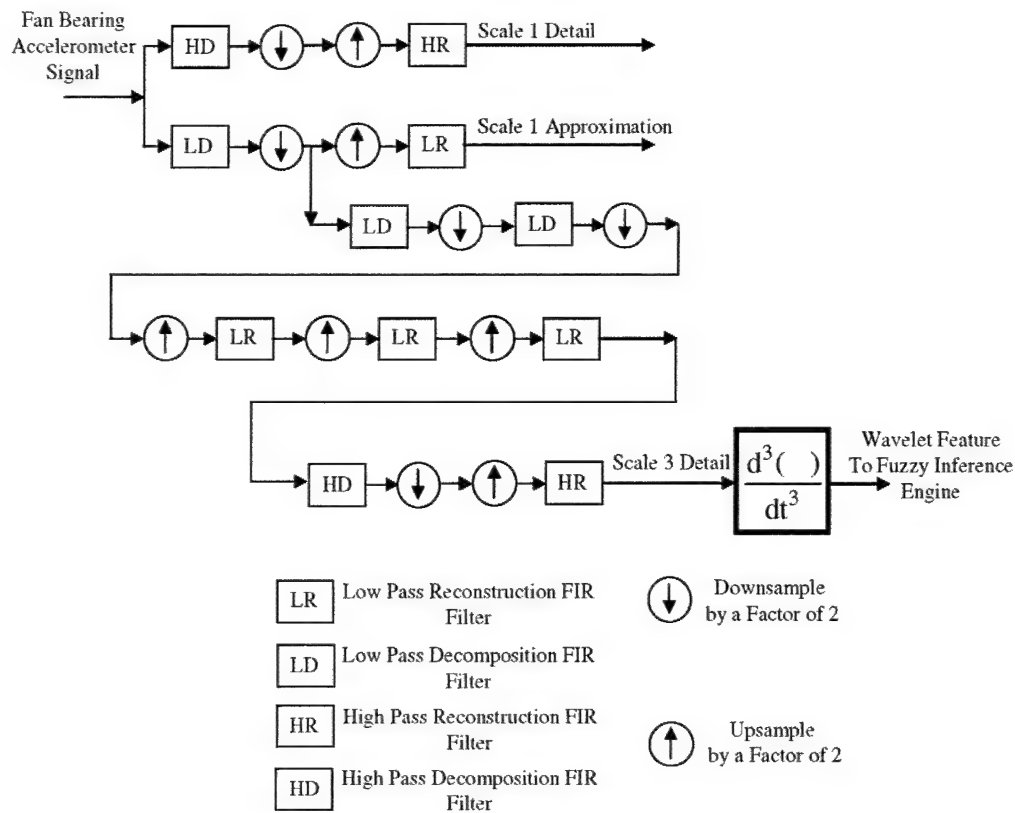 Fan Bearing
Accelerometer
Signal
HD
HR
Scale 1 Detail
LD
LR
Scale 1 Approximation
LD
LD
LR
LR
LR
HD
HR
Scale 3 Detail
d³( )
dt³
Wavelet Feature
To Fuzzy Inference
Engine
LR
Low Pass Reconstruction FIR
Filter
Downsample
by a Factor of 2
LD
Low Pass Decomposition FIR
Filter
HR
High Pass Reconstruction FIR
Filter
Upsample
by a Factor of 2
HD
High Pass Decomposition FIR
Filter